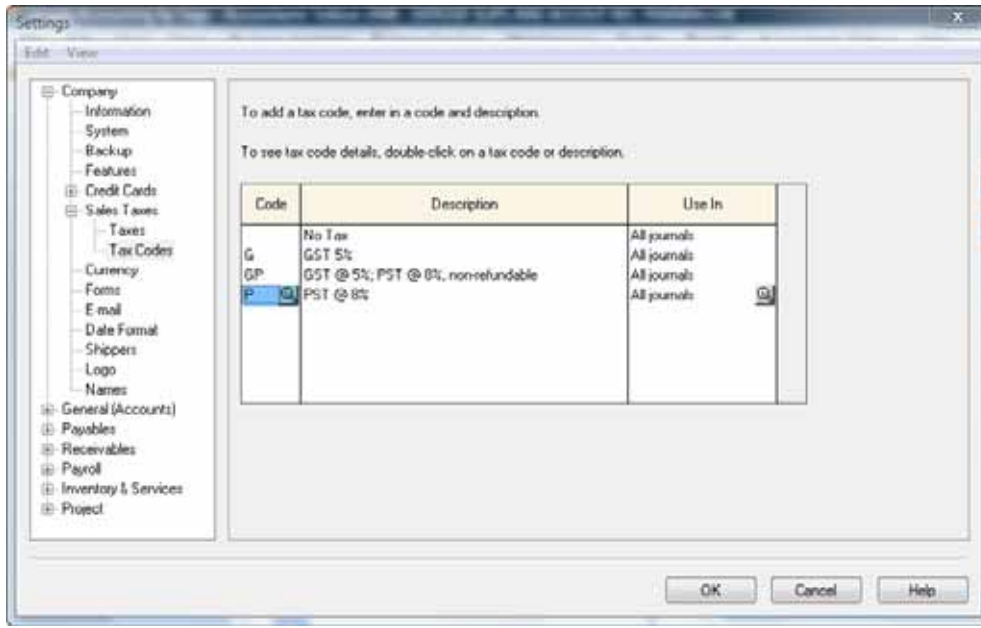 Settings
Edit View
Company
Information
System
Backup
Features
Credit Cards
Sales Taxes
Taxes
Tax Codes
Currency
Forms
E-mail
Date Format
Shippers
Logo
Names
General (Accounts)
Payables
Receivables
Payroll
Inventory & Services
Project
To add a tax code, enter in a code and description.
To see tax code details, double-click on a tax code or description.
Code Description Use In
No Tax All journals
G GST 5% All journals
GP GST @ 5%; PST @ 8%, non-refundable All journals
P PST @ 8% All journals
OK Cancel Help